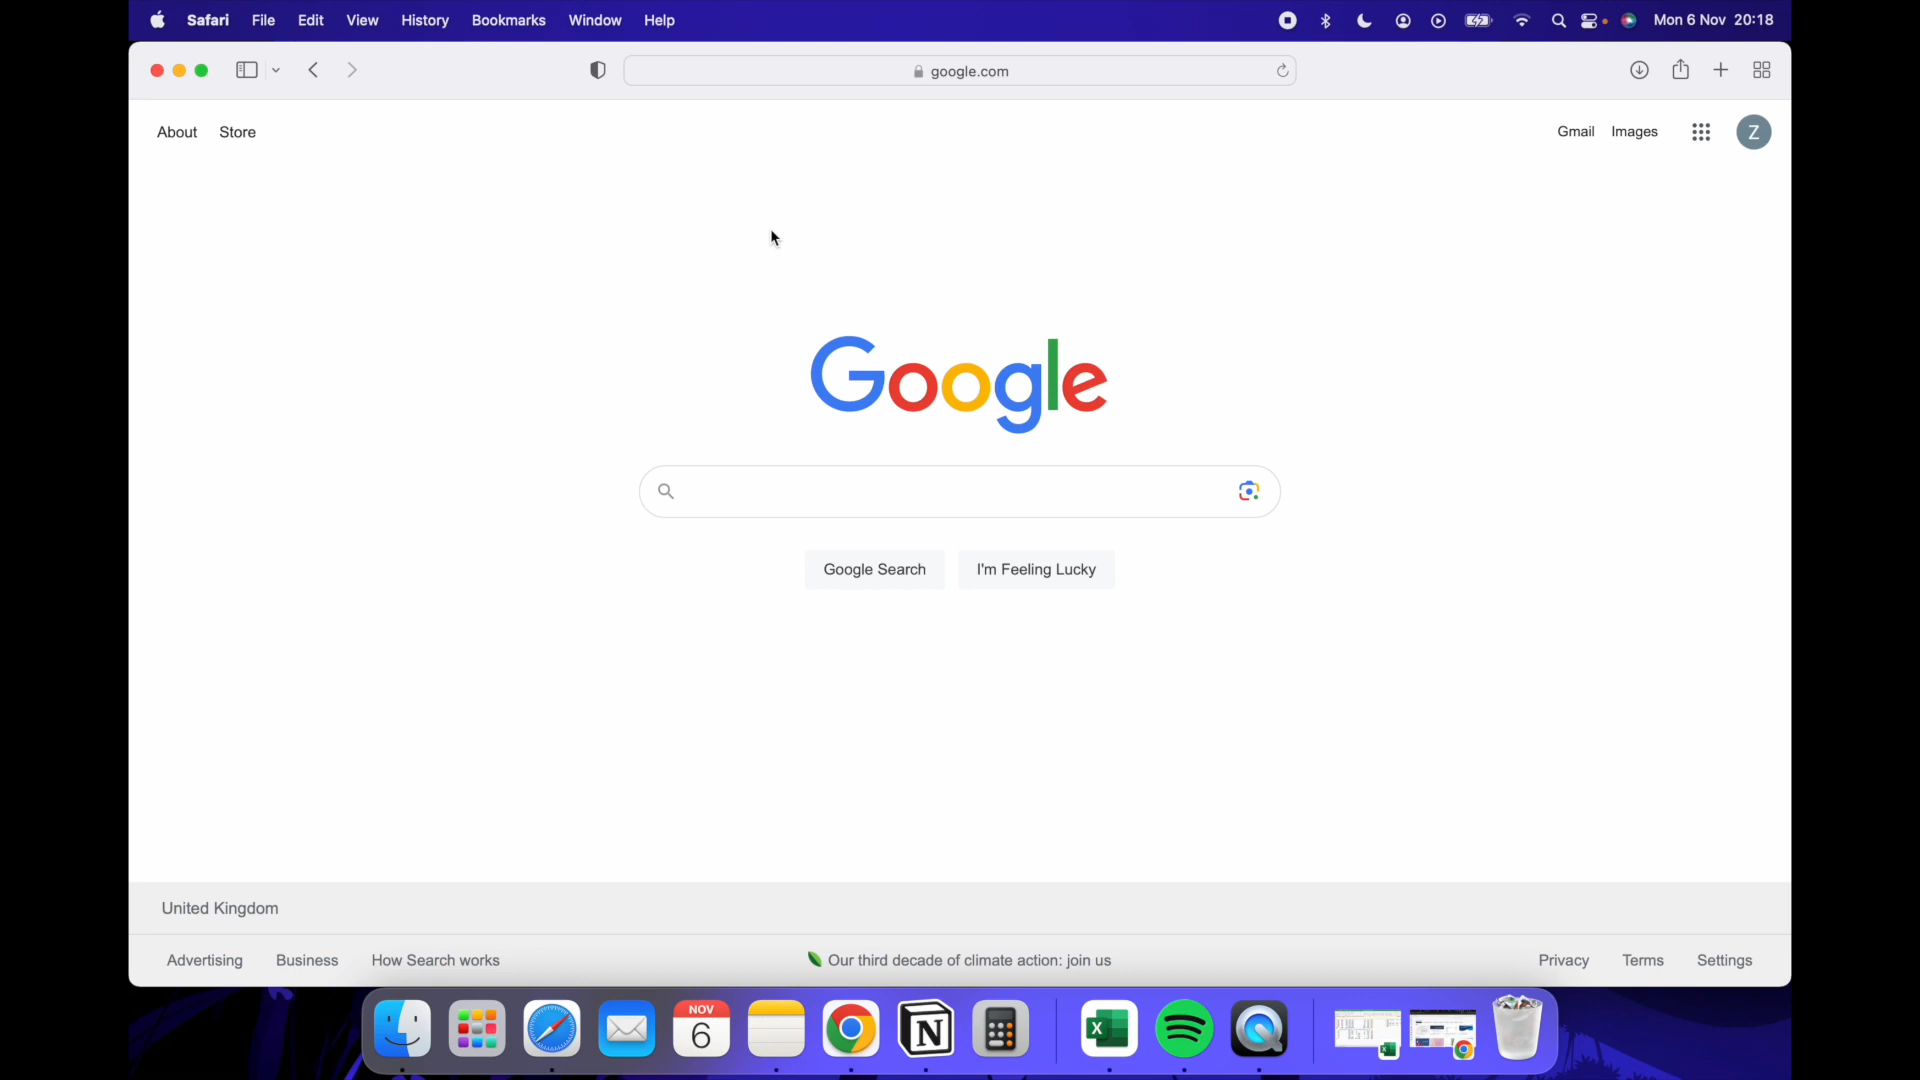 Safari File Edit View History Bookmarks Window Help Mon 6 Nov 20:18
google.com
About Store Gmail Images Z
Google
Google Search I'm Feeling Lucky
United Kingdom
Advertising Business How Search works Our third decade of climate action: join us Privacy Terms Settings
NOV
6
N
X